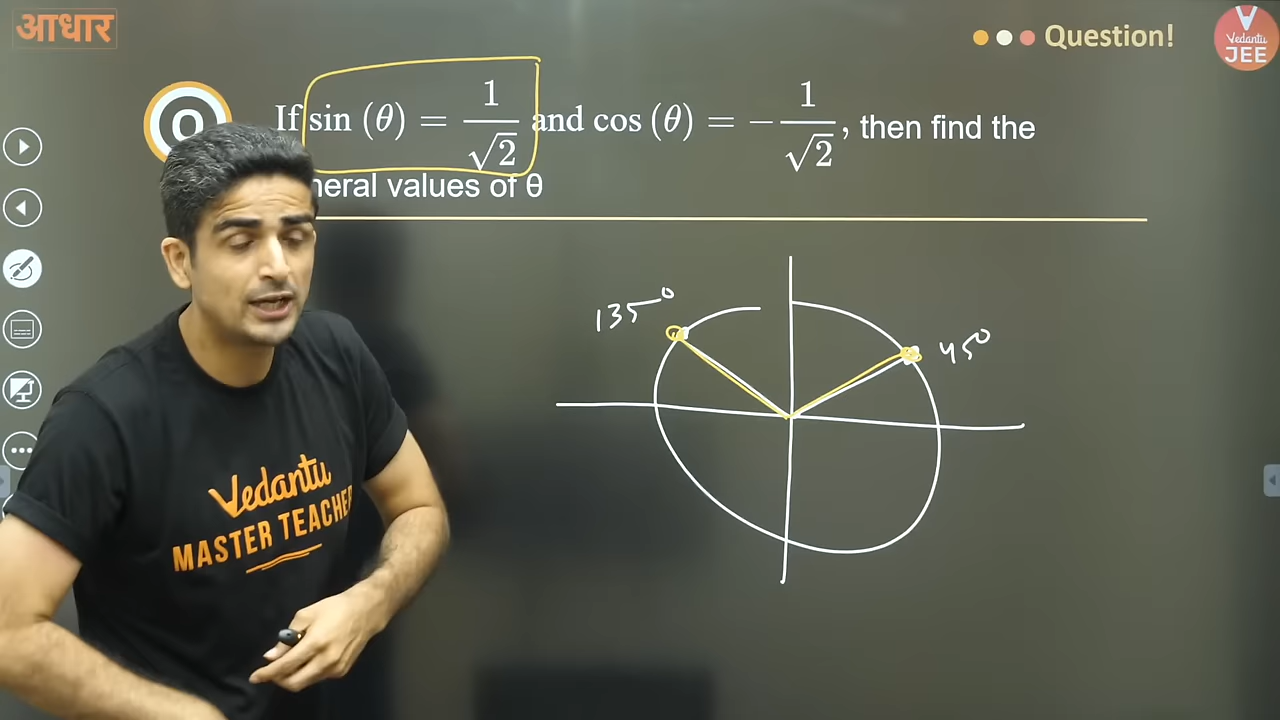 आधार
Question!
Vedantu
JEE
Q
If sin (θ) = 1/√2 and cos (θ) = − 1/√2, then find the
neral values of θ
135°
45°
Vedantu
MASTER TEACHER